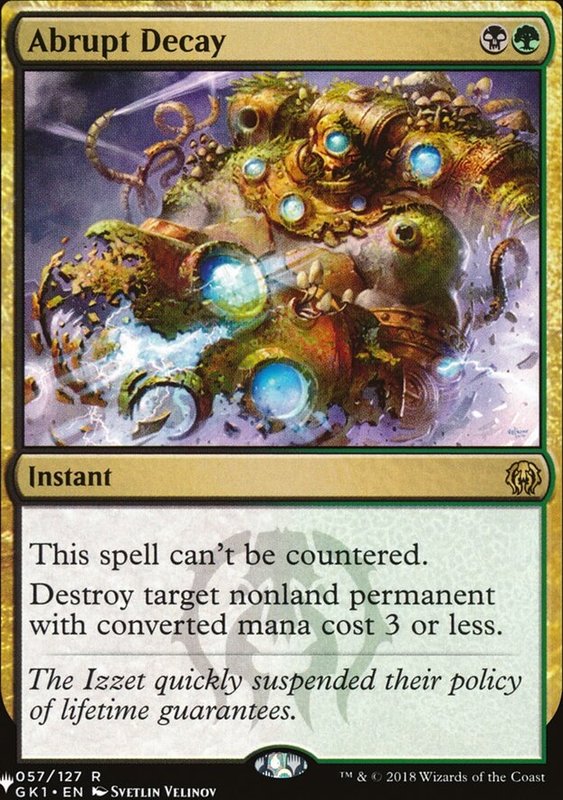 Abrupt Decay
Instant
This spell can't be countered.
Destroy target nonland permanent
with converted mana cost 3 or less.
The Izzet quickly suspended their policy
of lifetime guarantees.
057/127 R
GK1 • EN Svetlin Velinov
™ & © 2018 Wizards of the Coast